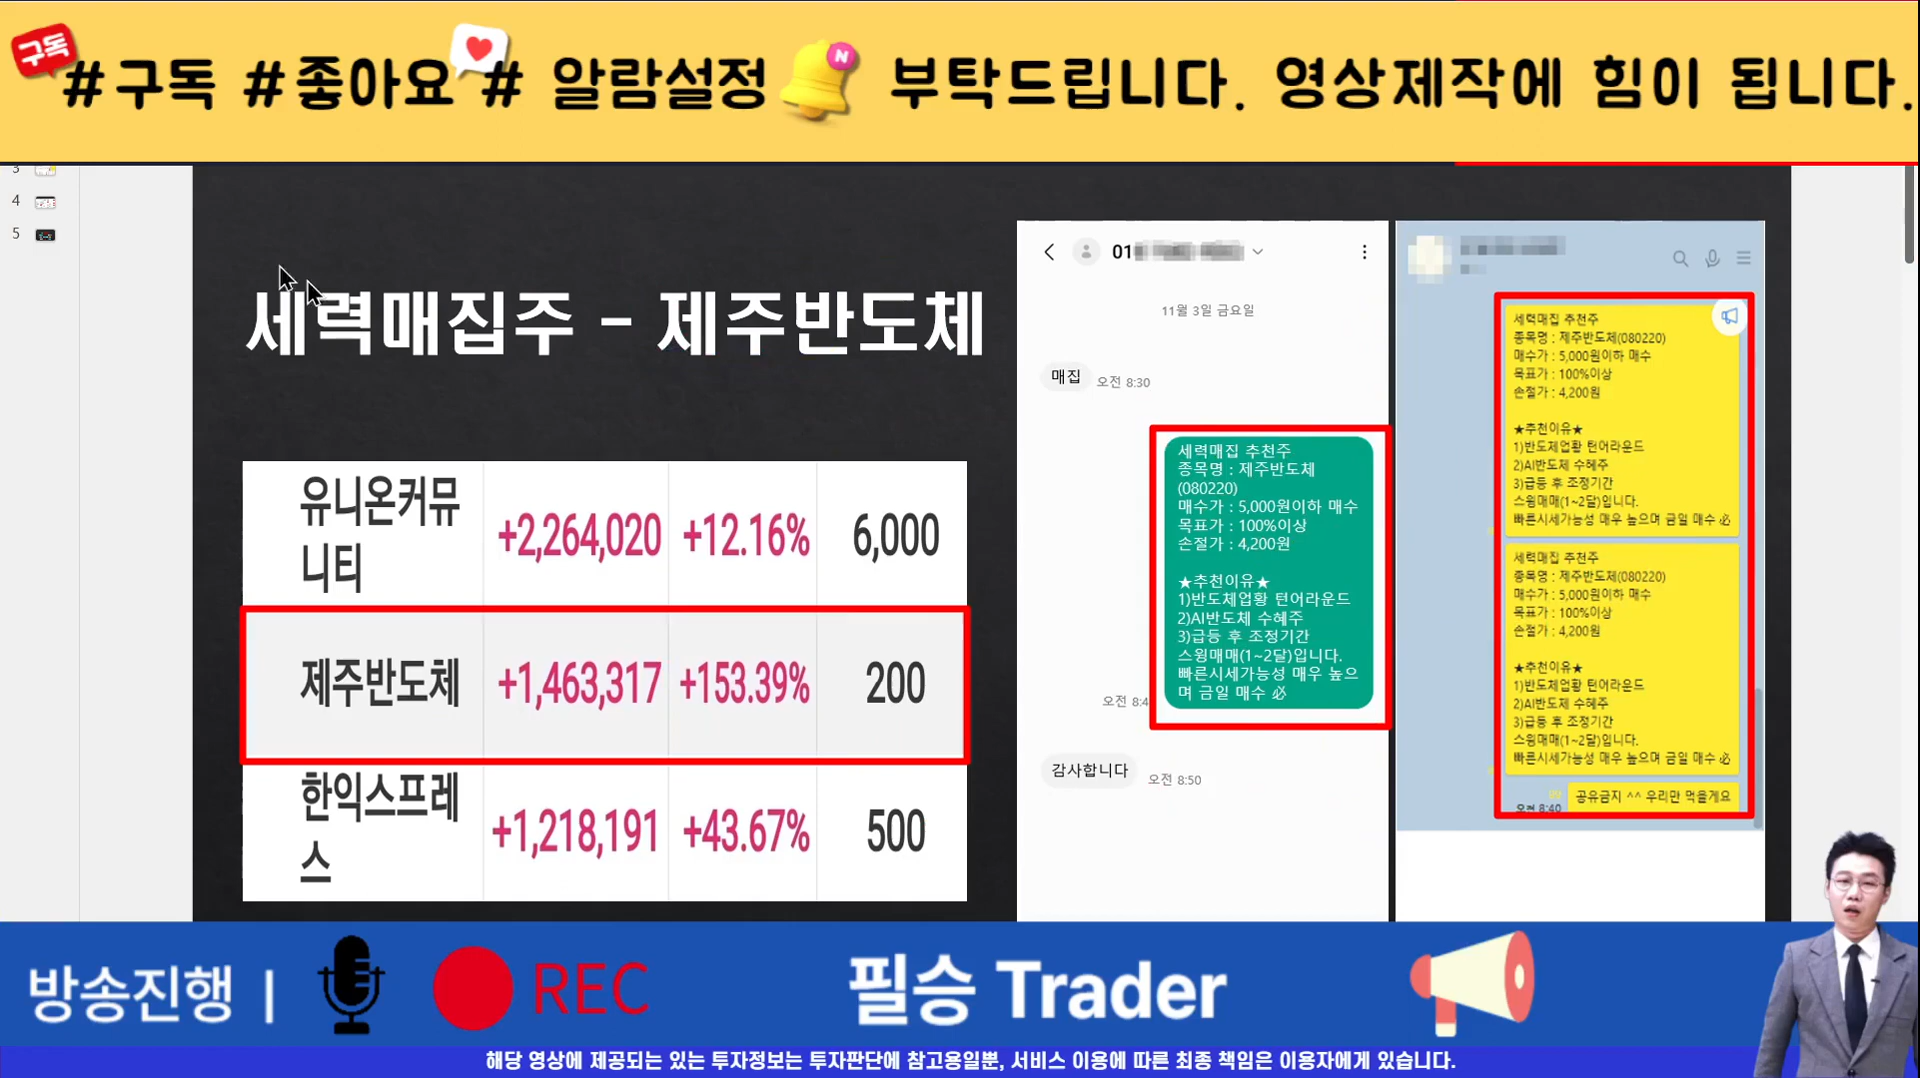 구독
#구독 #좋아요 # 알람설정 부탁드립니다. 영상제작에 힘이 됩니다.
N
3
4
5
세력매집주 - 제주반도체
유니온커뮤
니티
+2,264,020 +12.16% 6,000
제주반도체 +1,463,317 +153.39% 200
한익스프레
스
+1,218,191 +43.67% 500
01
11월 3일 금요일
매집 오전 8:30
세력매집 추천주
종목명 : 제주반도체
(080220)
매수가 : 5,000원이하 매수
목표가 : 100%이상
손절가 : 4,200원
★추천이유★
1)반도체업황 턴어라운드
2)AI반도체 수혜주
3)급등 후 조정기간
스윙매매(1~2달)입니다.
빠른시세가능성 매우 높으
며 금일 매수 必
오전 8:4
감사합니다 오전 8:50
세력매집 추천주
종목명 : 제주반도체(080220)
매수가 : 5,000원이하 매수
목표가 : 100%이상
손절가 : 4,200원
★추천이유★
1)반도체업황 턴어라운드
2)AI반도체 수혜주
3)급등 후 조정기간
스윙매매(1~2달)입니다.
빠른시세가능성 매우 높으며 금일 매수 必
세력매집 추천주
종목명 : 제주반도체(080220)
매수가 : 5,000원이하 매수
목표가 : 100%이상
손절가 : 4,200원
★추천이유★
1)반도체업황 턴어라운드
2)AI반도체 수혜주
3)급등 후 조정기간
스윙매매(1~2달)입니다.
빠른시세가능성 매우 높으며 금일 매수 必
오전 8:40 공유금지 ^^ 우리만 먹을게요
방송진행 | REC 필승 Trader
해당 영상에 제공되는 있는 투자정보는 투자판단에 참고용일뿐, 서비스 이용에 따른 최종 책임은 이용자에게 있습니다.